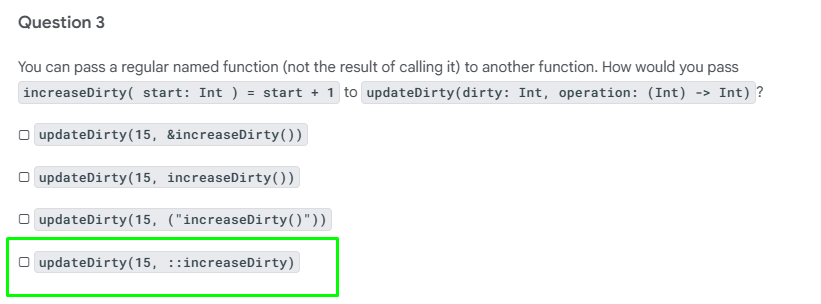 Question 3
You can pass a regular named function (not the result of calling it) to another function. How would you pass
increaseDirty( start: Int ) = start + 1 to updateDirty(dirty: Int, operation: (Int) -> Int)?
updateDirty(15, &increaseDirty())
updateDirty(15, increaseDirty())
updateDirty(15, ("increaseDirty()"))
updateDirty(15, ::increaseDirty)